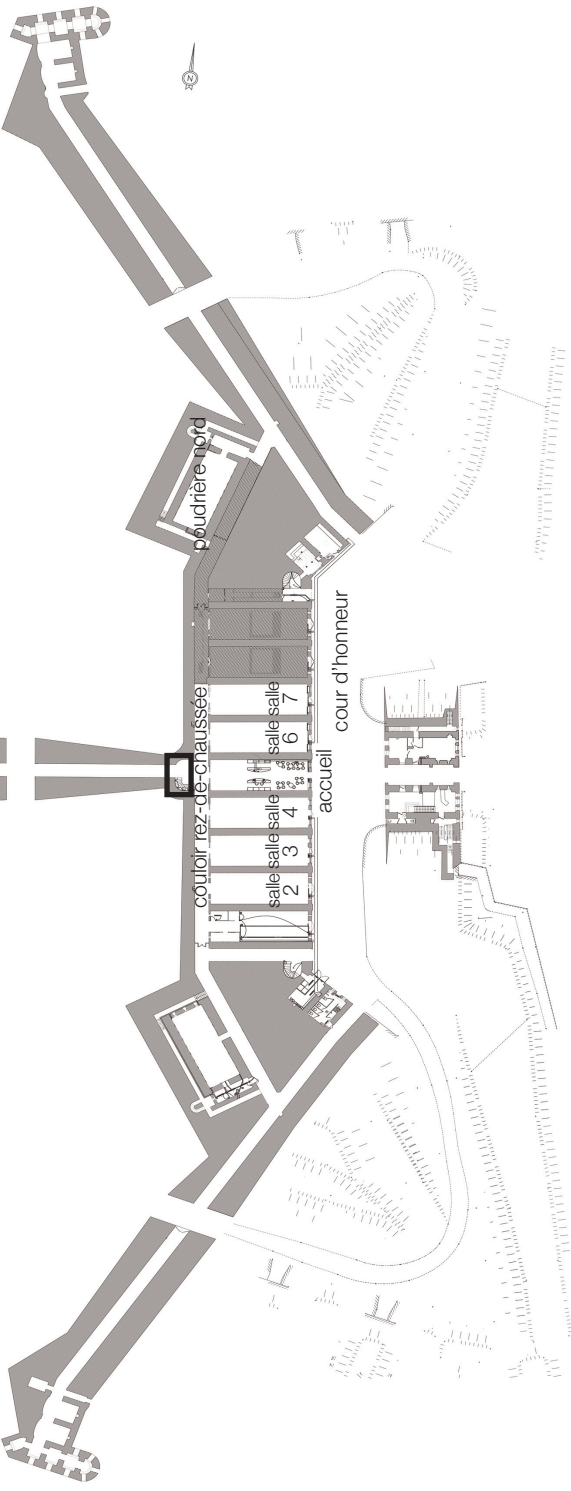 N
poudrière nord
couloir rez-de-chaussée
salle salle salle salle salle
2 3 4 6 7
accueil
cour d'honneur